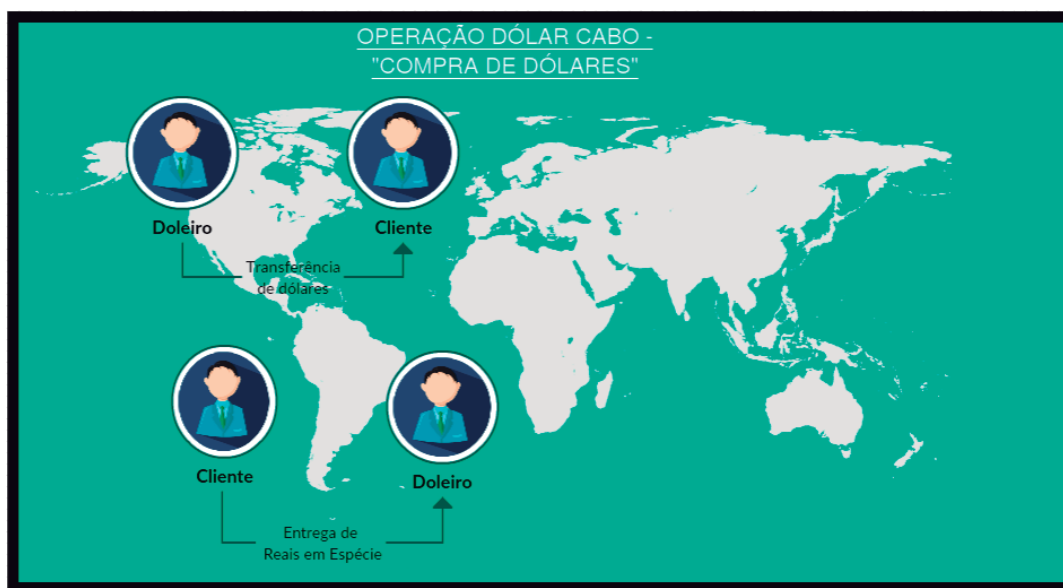 OPERAÇÃO DÓLAR CABO -
"COMPRA DE DÓLARES"
Doleiro
Cliente
Transferência
de dólares
Cliente
Doleiro
Entrega de
Reais em Espécie